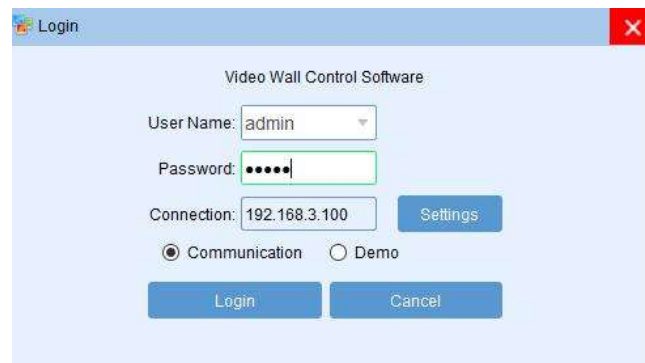 Login
Video Wall Control Software
User Name: admin
Password: •••••
Connection: 192.168.3.100 Settings
Communication Demo
Login Cancel